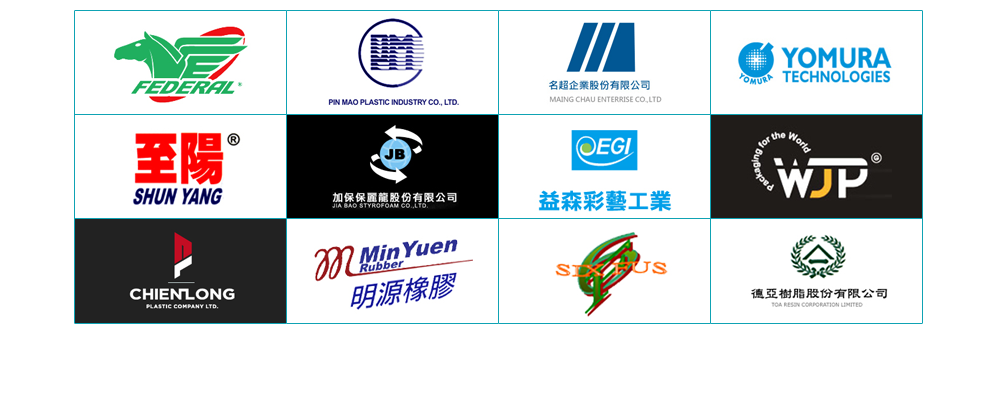 FEDERAL®
PM
PIN MAO PLASTIC INDUSTRY CO., LTD.
名超企業股份有限公司
MAING CHAU ENTERRISE CO.,LTD
YOMURA
YOMURA
TECHNOLOGIES
至陽®
SHUN YANG
JB
加保保麗龍股份有限公司
JIA BAO STYROFOAM CO.,LTD.
EGI
益森彩藝工業
Packaging for the World
WJP G
CHIENLONG
PLASTIC COMPANY LTD.
Min Yuen
Rubber
明源橡膠
SIX FUS
德亞樹脂股份有限公司
TOA RESIN CORPORATION LIMITED